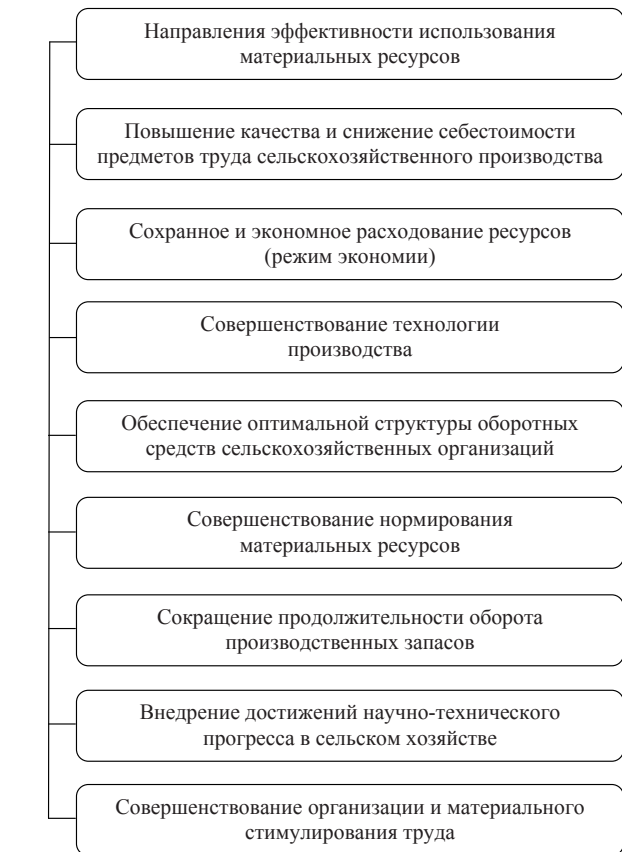 Направления эффективности использования
материальных ресурсов
Повышение качества и снижение себестоимости
предметов труда сельскохозяйственного производства
Сохранное и экономное расходование ресурсов
(режим экономии)
Совершенствование технологии
производства
Обеспечение оптимальной структуры оборотных
средств сельскохозяйственных организаций
Совершенствование нормирования
материальных ресурсов
Сокращение продолжительности оборота
производственных запасов
Внедрение достижений научно-технического
прогресса в сельском хозяйстве
Совершенствование организации и материального
стимулирования труда